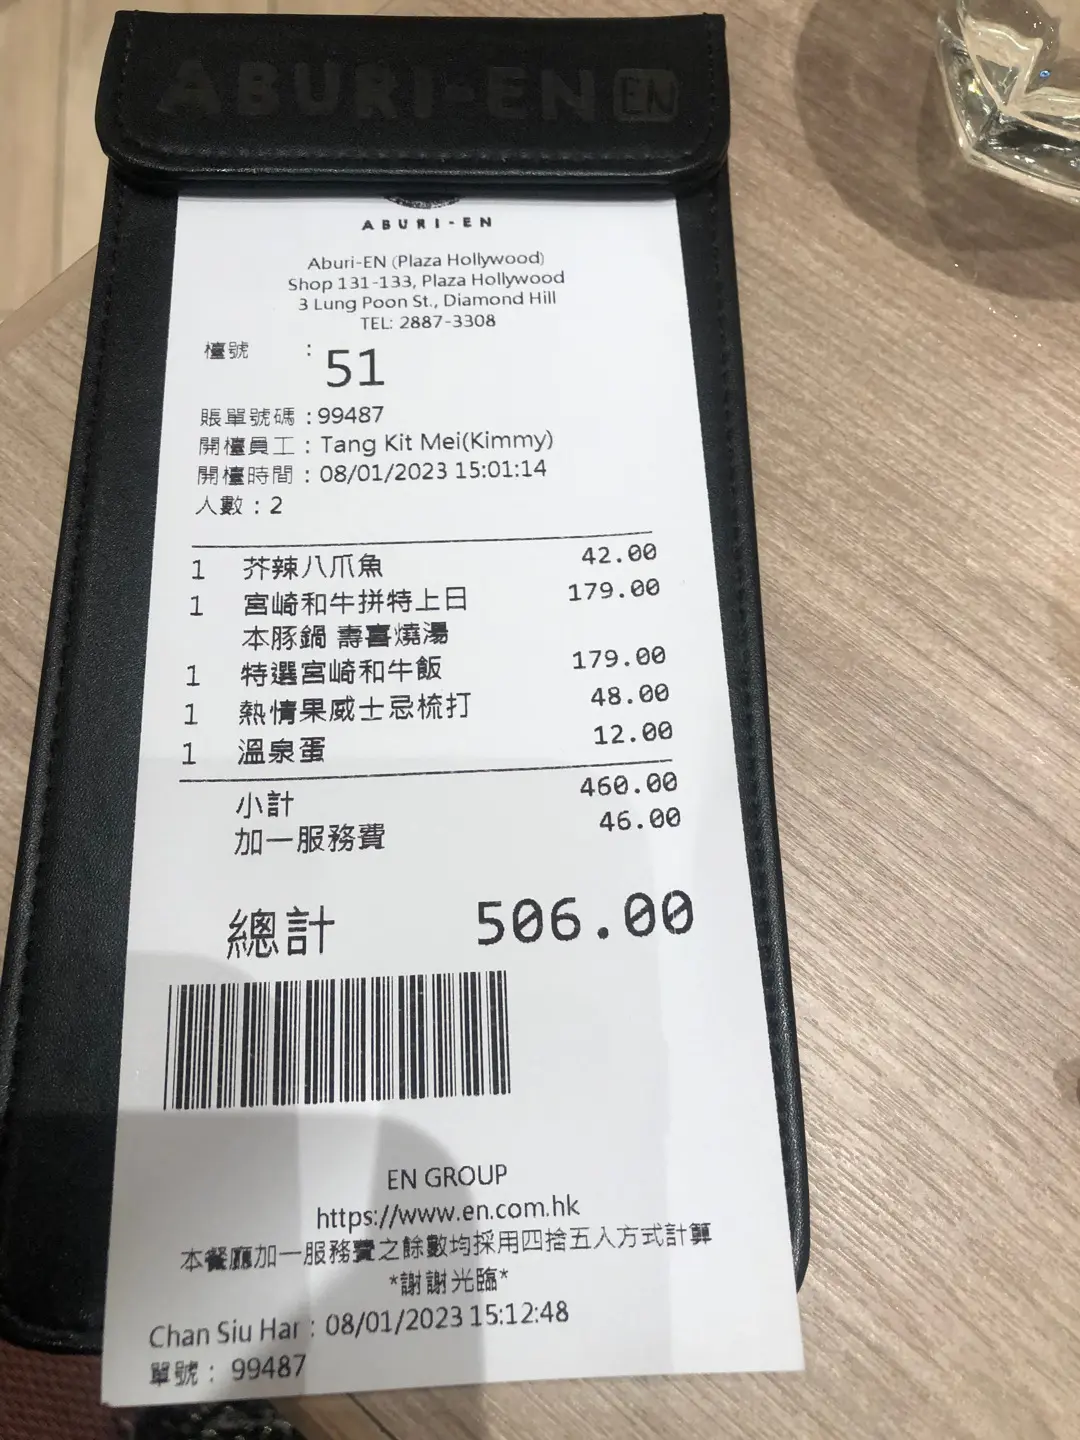 ABURI-EN EN
ABURI-EN
Aburi-EN (Plaza Hollywood)
Shop 131-133, Plaza Hollywood
3 Lung Poon St., Diamond Hill
TEL: 2887-3308
檯號 : 51
賬單號碼 : 99487
開檯員工 : Tang Kit Mei(Kimmy)
開檯時間 : 08/01/2023 15:01:14
人數 : 2
1 芥辣八爪魚 42.00
1 宮崎和牛拼特上日 179.00
本豚鍋 壽喜燒湯
1 特選宮崎和牛飯 179.00
1 熱情果威士忌梳打 48.00
1 溫泉蛋 12.00
小計 460.00
加一服務費 46.00
總計 506.00
EN GROUP
https://www.en.com.hk
本餐廳加一服務費之餘數均採用四捨五入方式計算
*謝謝光臨*
Chan Siu Har : 08/01/2023 15:12:48
單號 : 99487